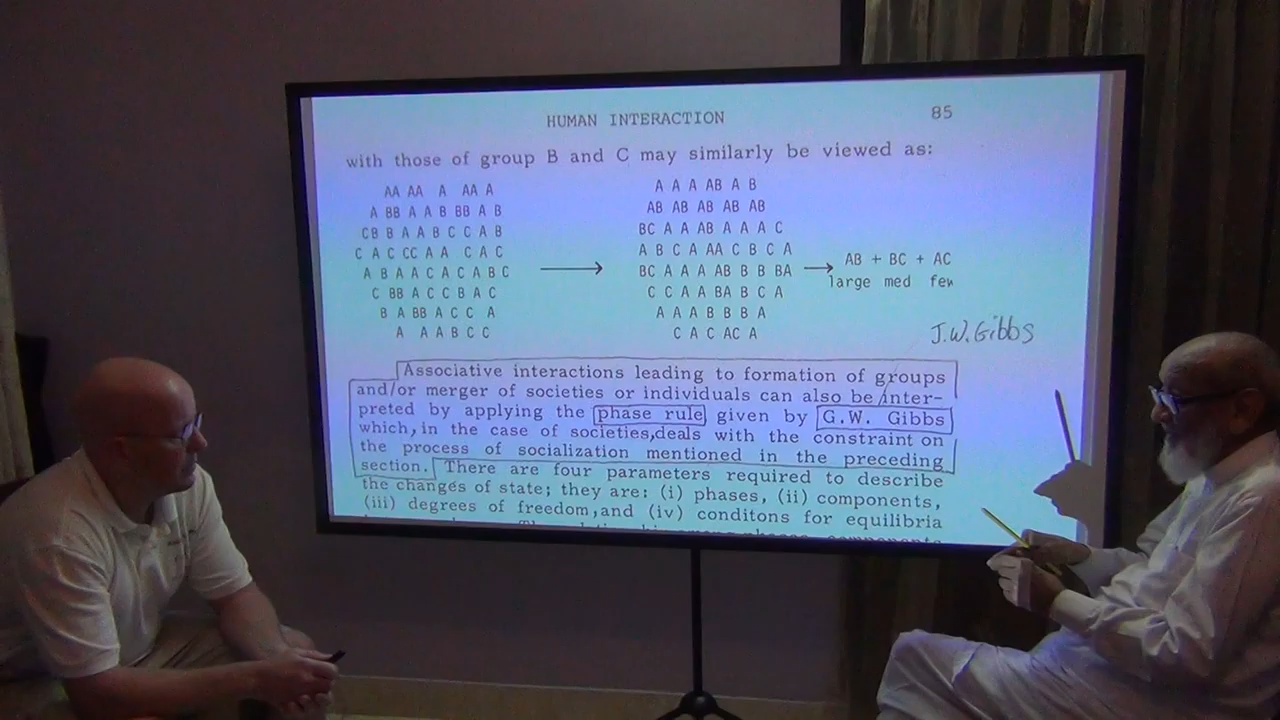 HUMAN INTERACTION 85
with those of group B and C may similarly be viewed as:
AA AA A AA A
A BB A A B BB A B
CB B A A B C C A B
C A C CC A A C A C
A B A A C A C A B C
C BB A C C B A C
B A BB A C C A
A A A B C C
A A A AB A B
AB AB AB AB AB
BC A A AB A A A C
A B C A AA C B C A
BC A A A AB B B BA
C C A A BA B C A
A A A B B B A
C A C AC A
AB + BC + AC
large med few
J.W. Gibbs
Associative interactions leading to formation of groups
and/or merger of societies or individuals can also be inter-
preted by applying the phase rule given by G.W. Gibbs
which, in the case of societies,deals with the constraint on
the process of socialization mentioned in the preceding
section. There are four parameters required to describe
the changes of state; they are: (i) phases, (ii) components,
(iii) degrees of freedom,and (iv) conditons for equilibria